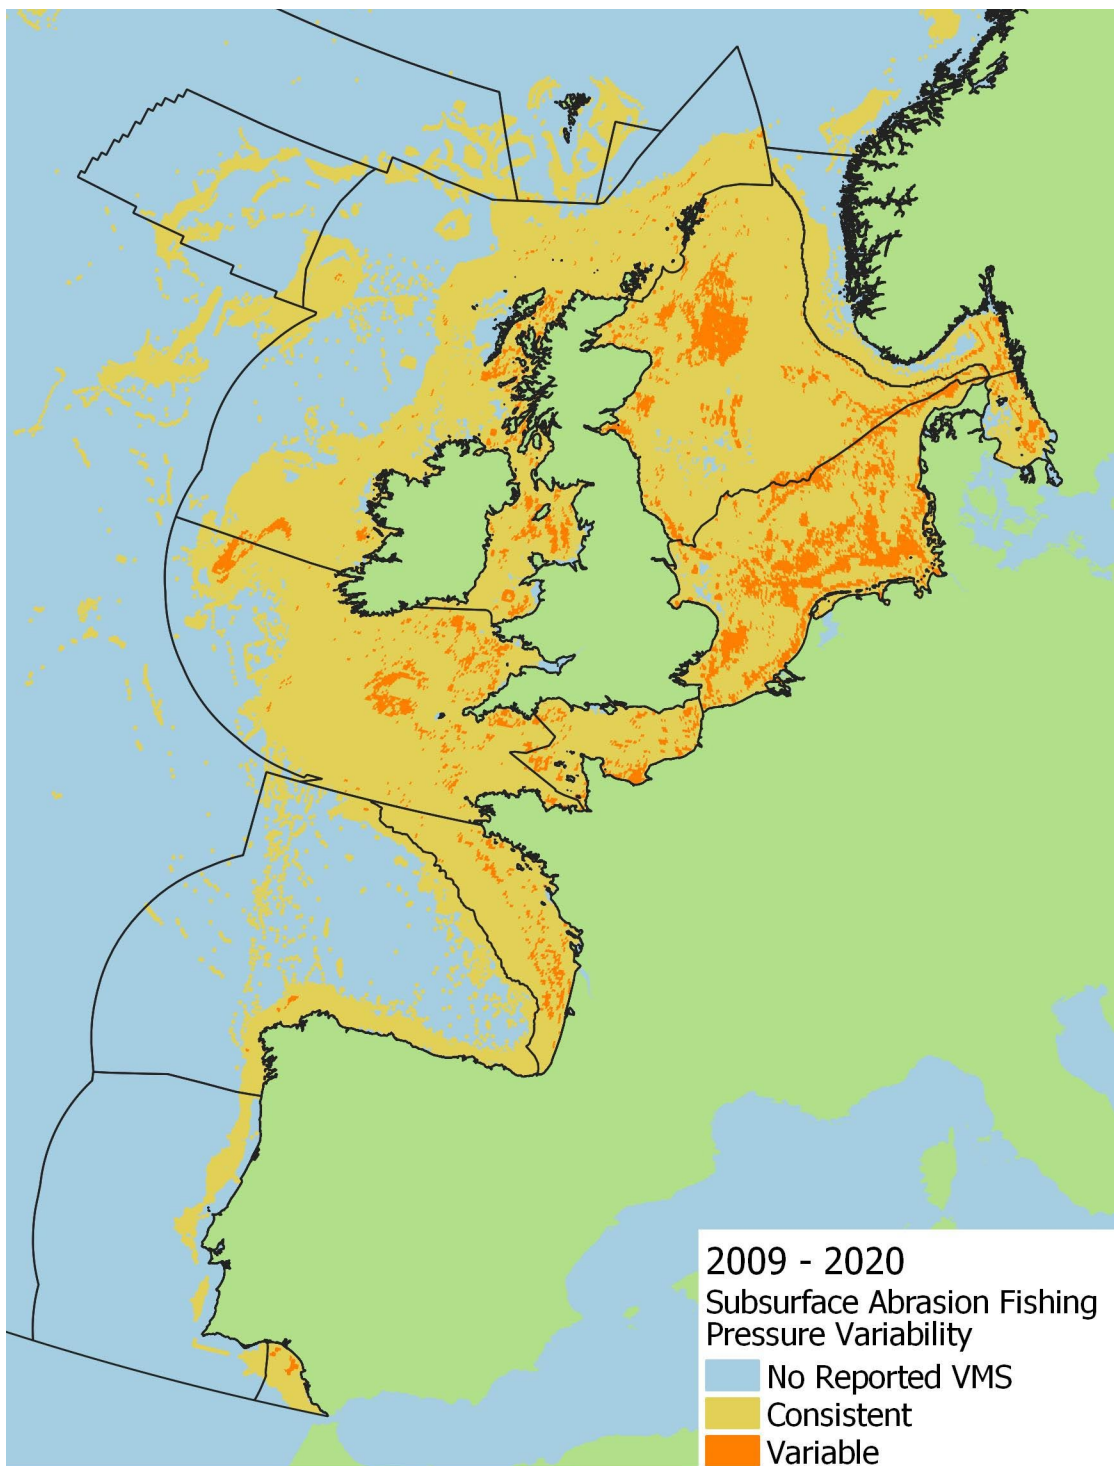 2009 - 2020
Subsurface Abrasion Fishing
Pressure Variability
No Reported VMS
Consistent
Variable